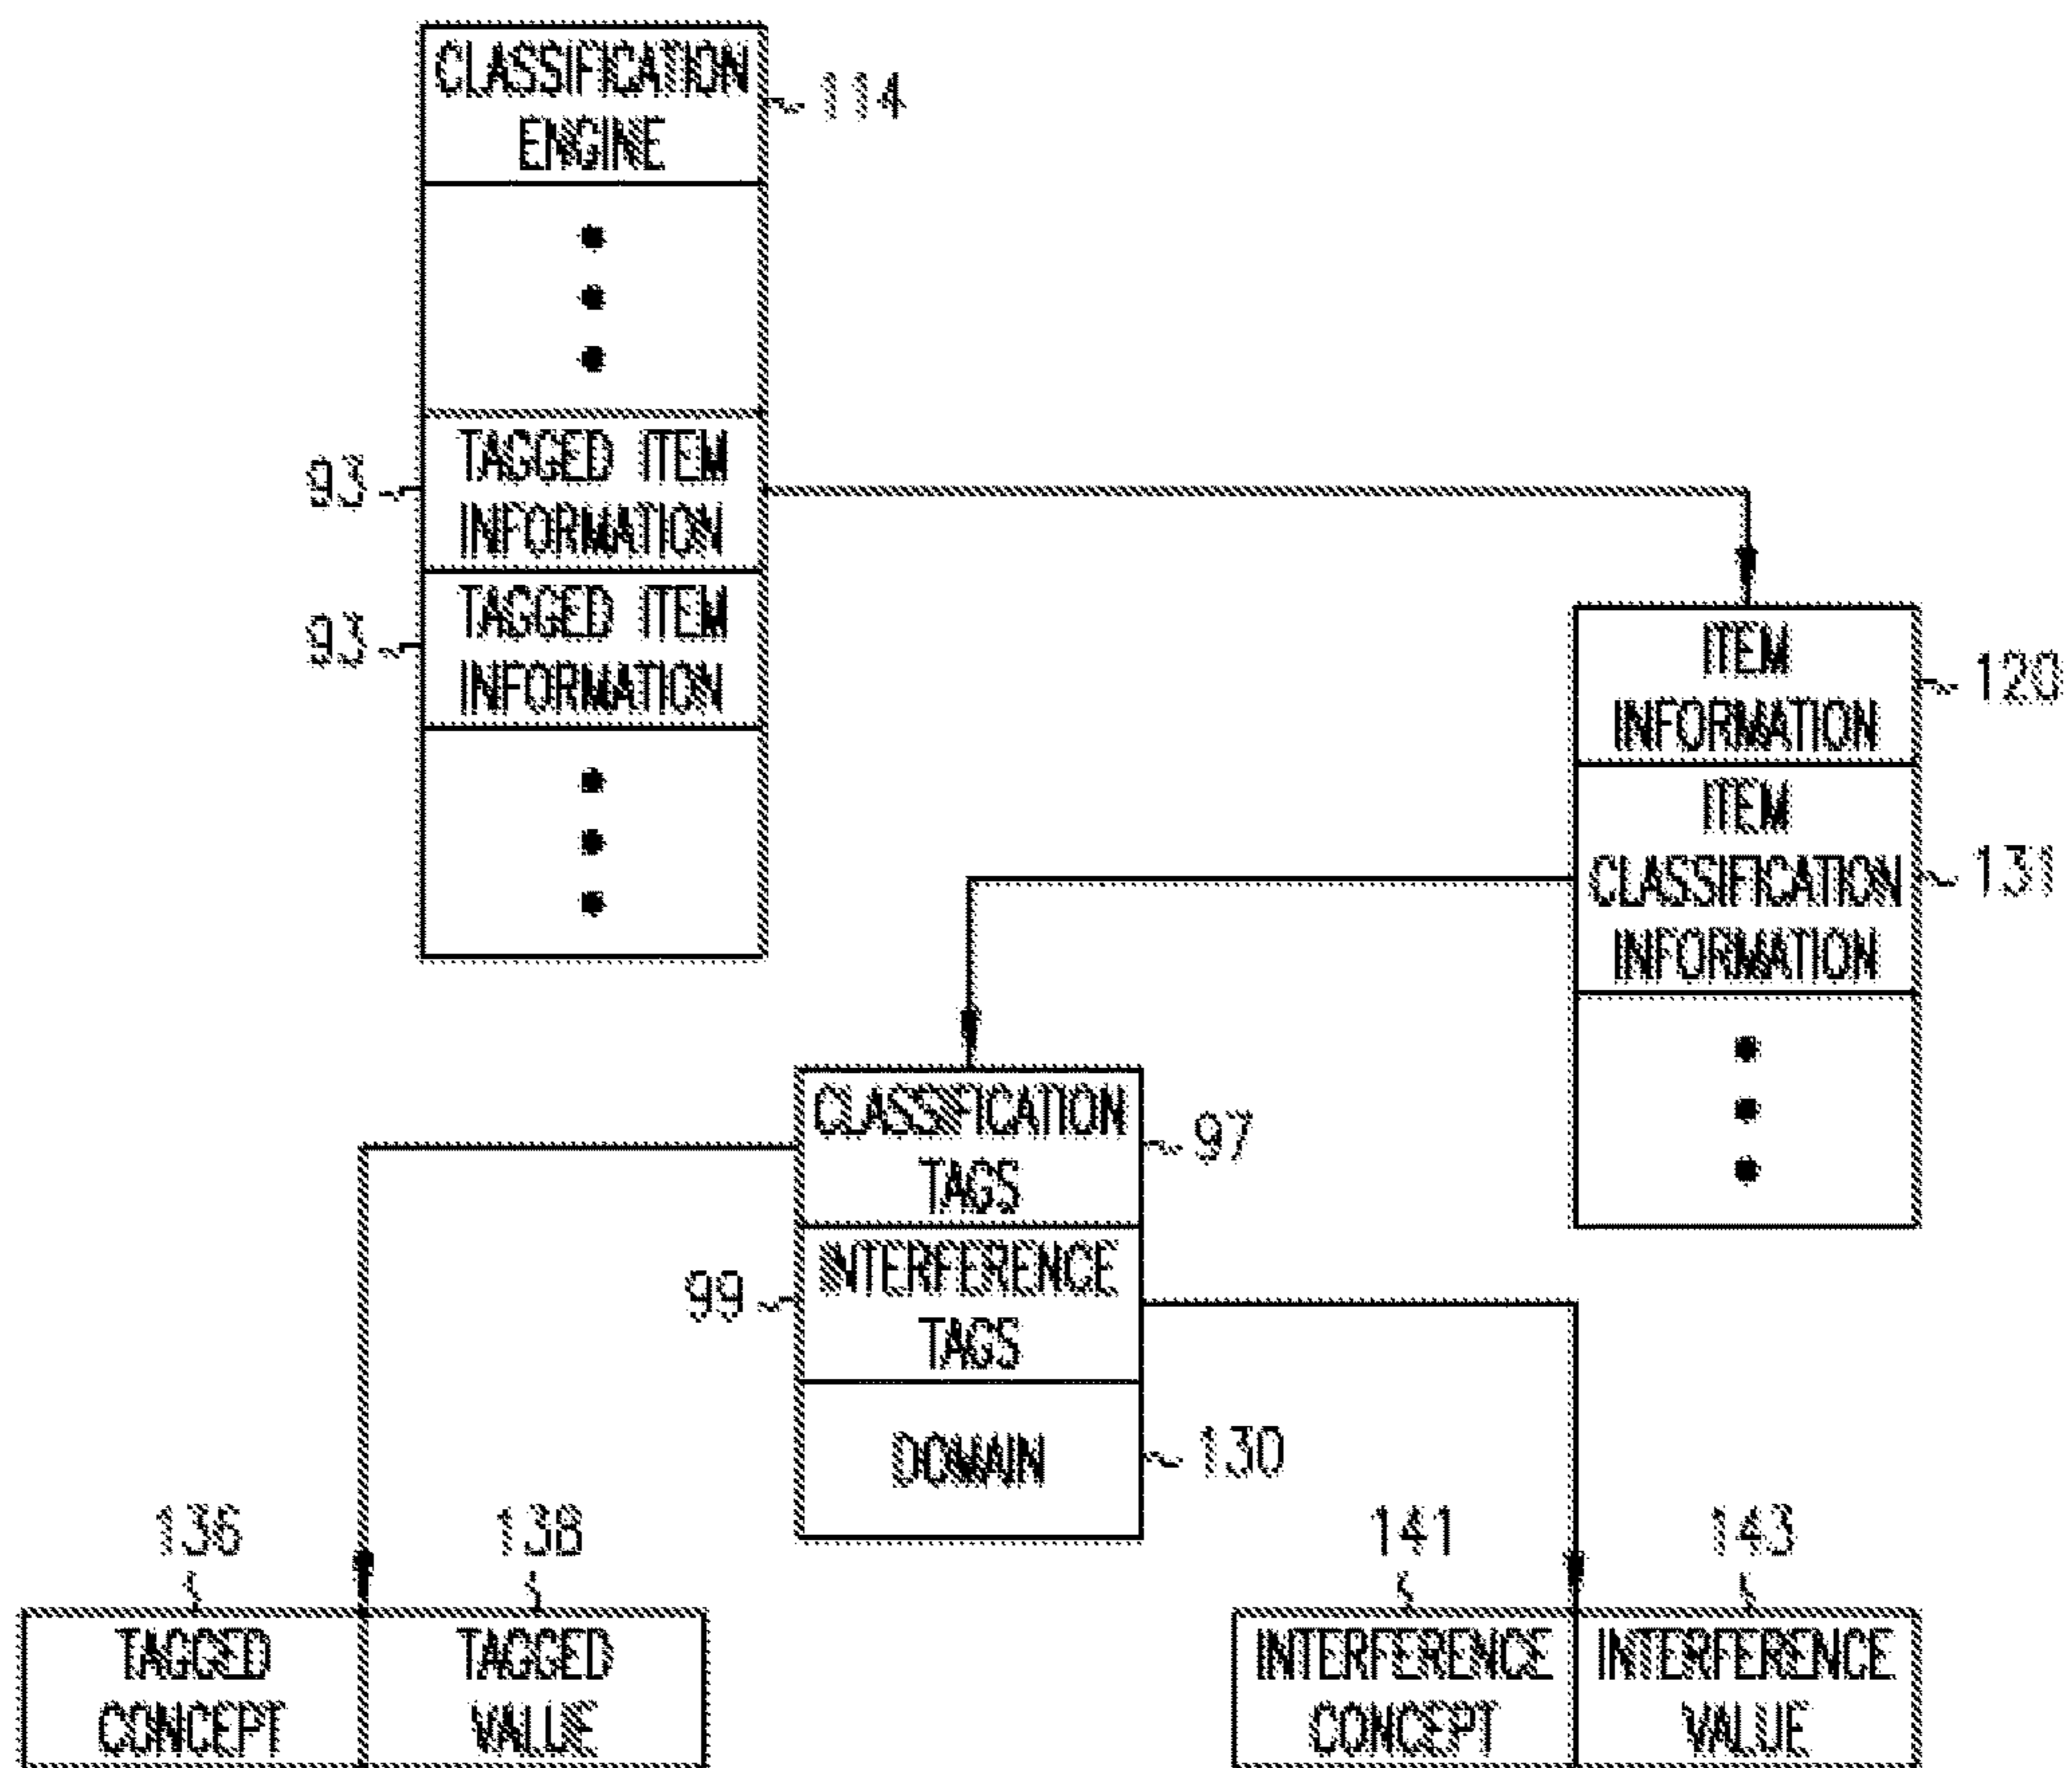 CLASSIFICATION
ENGINE
114
93
TAGGED ITEM
INFORMATION
93
TAGGED ITEM
INFORMATION
ITEM
INFORMATION
120
ITEM
CLASSIFICATION
INFORMATION
131
CLASSIFICATION
TAGS
97
99
INTERFERENCE
TAGS
DOMAIN
130
136
138
141
143
TAGGED
CONCEPT
TAGGED
VALUE
INTERFERENCE
CONCEPT
INTERFERENCE
VALUE